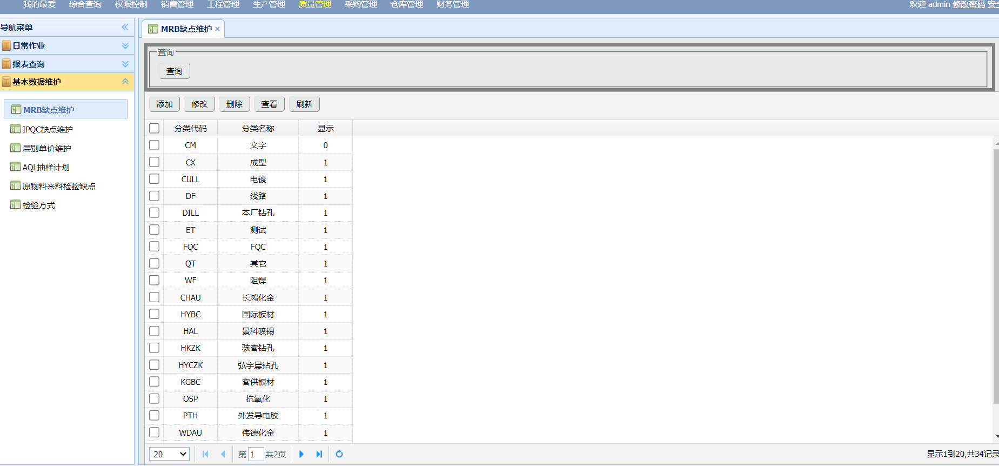 我的最爱 综合查询 权限控制 销售管理 工程管理 生产管理 质量管理 采购管理 仓库管理 财务管理 欢迎 admin 修改密码 安全
导航菜单
日常作业
报表查询
基本数据维护
MRB缺点维护
IPQC缺点维护
层别单价维护
AQL抽样计划
原物料来料检验缺点
检验方式
MRB缺点维护
查询
查询
添加 修改 删除 查看 刷新
分类代码 分类名称 显示
CM 文字 0
CX 成型 1
CULL 电镀 1
DF 线路 1
DILL 本厂钻孔 1
ET 测试 1
FQC FQC 1
QT 其它 1
WF 阻焊 1
CHAU 长鸿化金 1
HYBC 国际板材 1
HAL 景科喷锡 1
HKZK 骇客钻孔 1
HYCZK 弘宇晨钻孔 1
KGBC 客供板材 1
OSP 抗氧化 1
PTH 外发导电胶 1
WDAU 伟德化金 1
20 第 1 共2页 显示1到20,共34记录